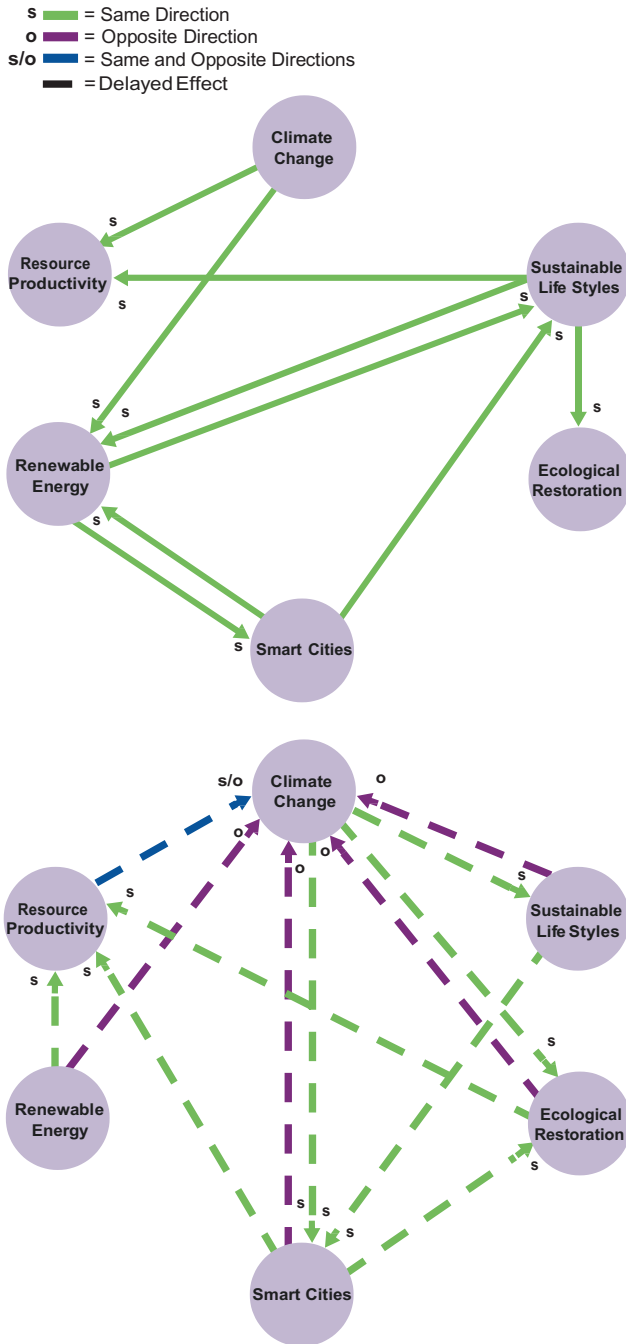 s = Same Direction
o = Opposite Direction
s/o = Same and Opposite Directions
= Delayed Effect
Climate
Change
s
Resource
Productivity
s
Sustainable
Life Styles
s
s
s
s
s
Renewable
Energy
Ecological
Restoration
s
s
Smart Cities
s/o
Climate
Change
o
o
o
o
s
s
Resource
Productivity
Sustainable
Life Styles
s
s
s
Renewable
Energy
Ecological
Restoration
s
s
s
s
Smart Cities